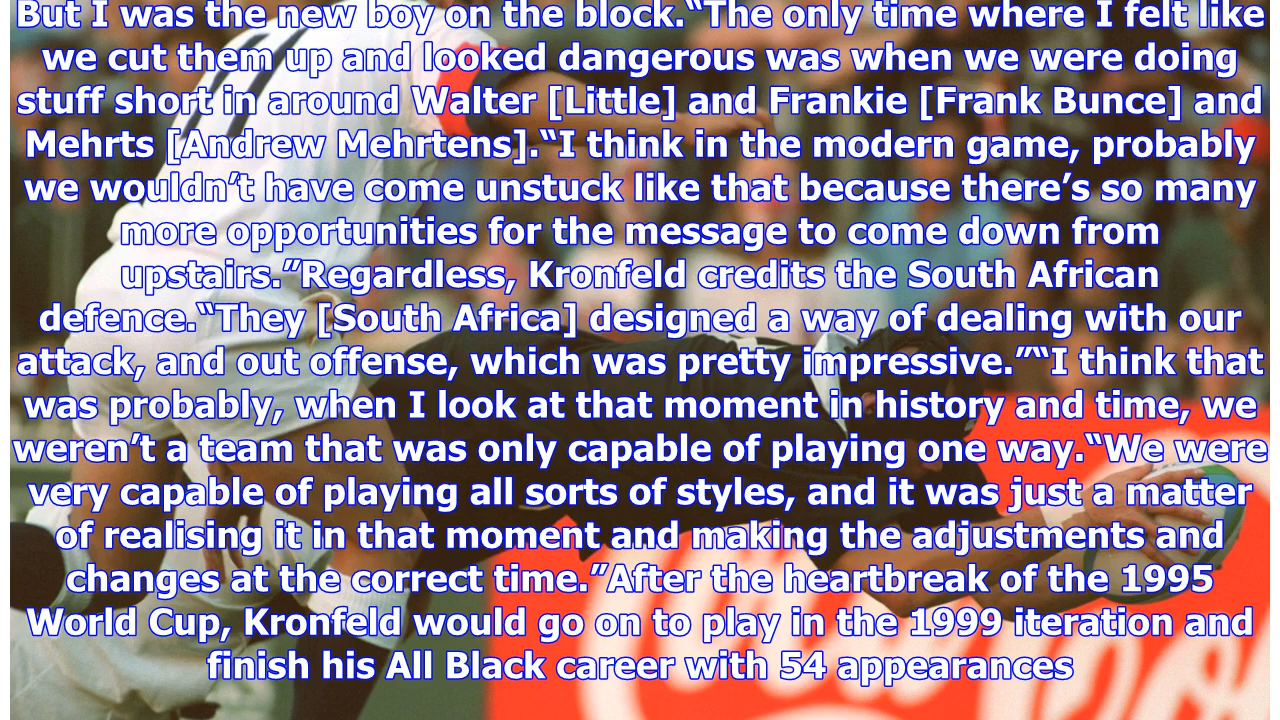 But I was the new boy on the block.“The only time where I felt like
we cut them up and looked dangerous was when we were doing
stuff short in around Walter [Little] and Frankie [Frank Bunce] and
Mehrts [Andrew Mehrtens].“I think in the modern game, probably
we wouldn’t have come unstuck like that because there’s so many
more opportunities for the message to come down from
upstairs.”Regardless, Kronfeld credits the South African
defence.“They [South Africa] designed a way of dealing with our
attack, and out offense, which was pretty impressive.”“I think that
was probably, when I look at that moment in history and time, we
weren’t a team that was only capable of playing one way.“We were
very capable of playing all sorts of styles, and it was just a matter
of realising it in that moment and making the adjustments and
changes at the correct time.”After the heartbreak of the 1995
World Cup, Kronfeld would go on to play in the 1999 iteration and
finish his All Black career with 54 appearances